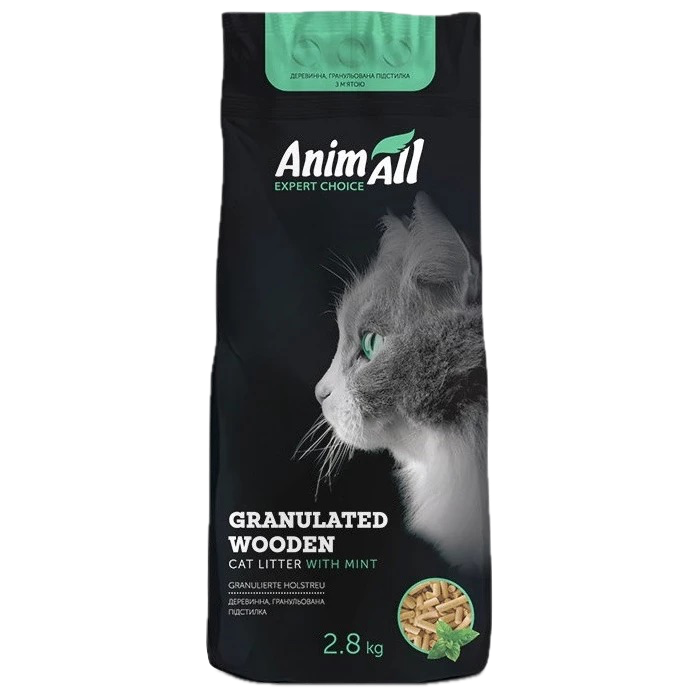 ДЕРЕВИННА, ГРАНУЛЬОВАНА ПІДСТИЛКА
З М'ЯТОЮ
AnimAll
EXPERT CHOICE
GRANULATED
WOODEN
CAT LITTER WITH MINT
GRANULIERTE HOLSTREU
ДЕРЕВИННА, ГРАНУЛЬОВАНА
ПІДСТИЛКА
2.8 kg